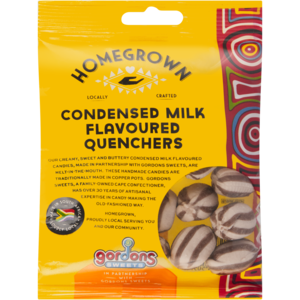 HOMEGROWN
LOCALLY CRAFTED
CONDENSED MILK
FLAVOURED
QUENCHERS
OUR CREAMY, SWEET AND BUTTERY CONDENSED MILK FLAVOURED
CANDIES, MADE IN PARTNERSHIP WITH GORDONS SWEETS, ARE
MELT-IN THE MOUTH. THESE HANDMADE CANDIES ARE
TRADITIONALLY MADE IN COPPER POTS. GORDONS
SWEETS, A FAMILY OWNED CAPE CONFECTIONER,
HAS OVER 20 YEARS OF ARTISANAL
EXPERTISE IN CANDY MAKING THE
OLD FASHIONED WAY.
HOMEGROWN,
PROUDLY LOCAL SERVING YOU
AND OUR COMMUNITY.
gordons
SWEETS
IN PARTNERSHIP
WITH
GORDONS SWEETS